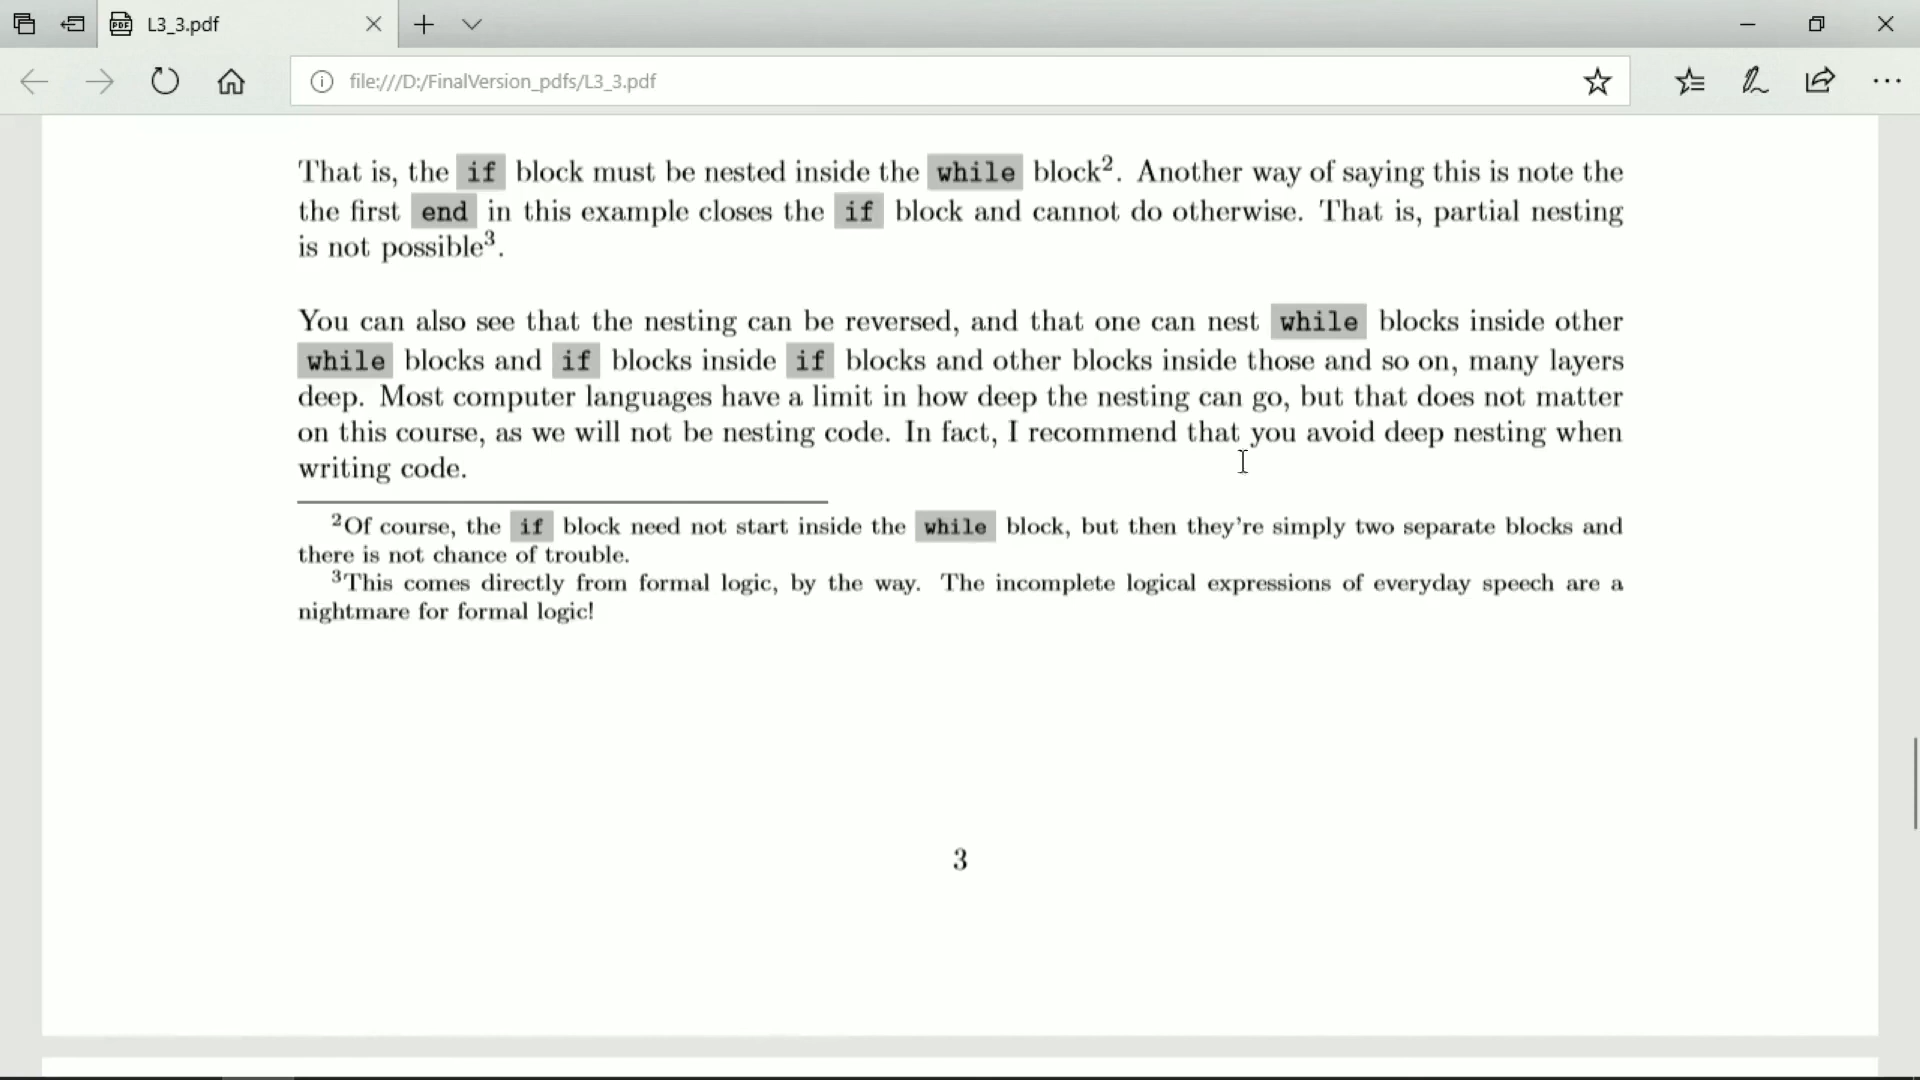 L3_3.pdf
file:///D:/FinalVersion_pdfs/L3_3.pdf
That is, the if block must be nested inside the while block². Another way of saying this is note the
the first end in this example closes the if block and cannot do otherwise. That is, partial nesting
is not possible³.
You can also see that the nesting can be reversed, and that one can nest while blocks inside other
while blocks and if blocks inside if blocks and other blocks inside those and so on, many layers
deep. Most computer languages have a limit in how deep the nesting can go, but that does not matter
on this course, as we will not be nesting code. In fact, I recommend that you avoid deep nesting when
writing code.
²Of course, the if block need not start inside the while block, but then they're simply two separate blocks and
there is not chance of trouble.
³This comes directly from formal logic, by the way. The incomplete logical expressions of everyday speech are a
nightmare for formal logic!
3